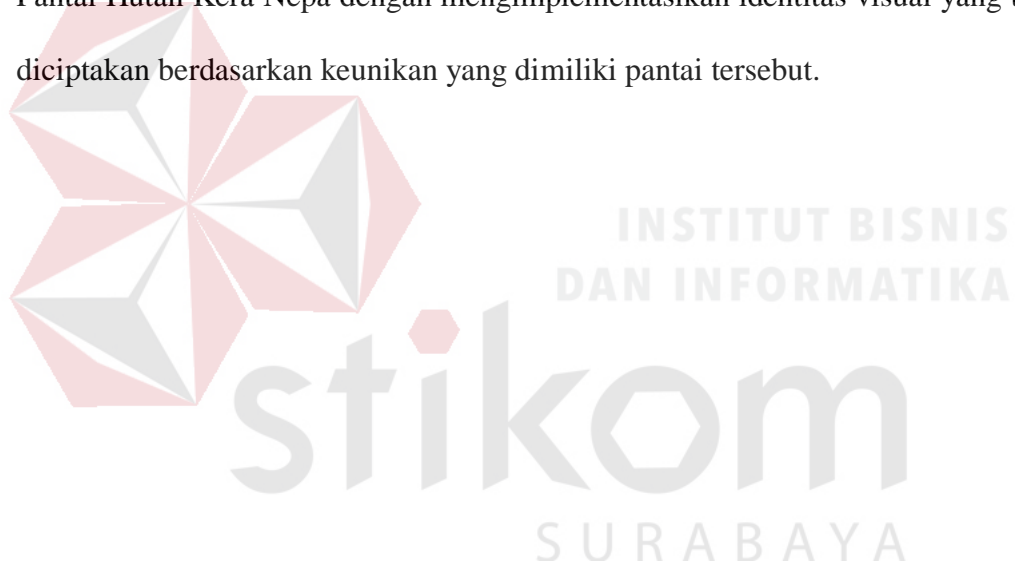 Pantai Hutan Kera Nepa dengan mengimplementasikan identitas visual yang
diciptakan berdasarkan keunikan yang dimiliki pantai tersebut.
INSTITUT BISNIS
DAN INFORMATIKA
stikom
SURABAYA